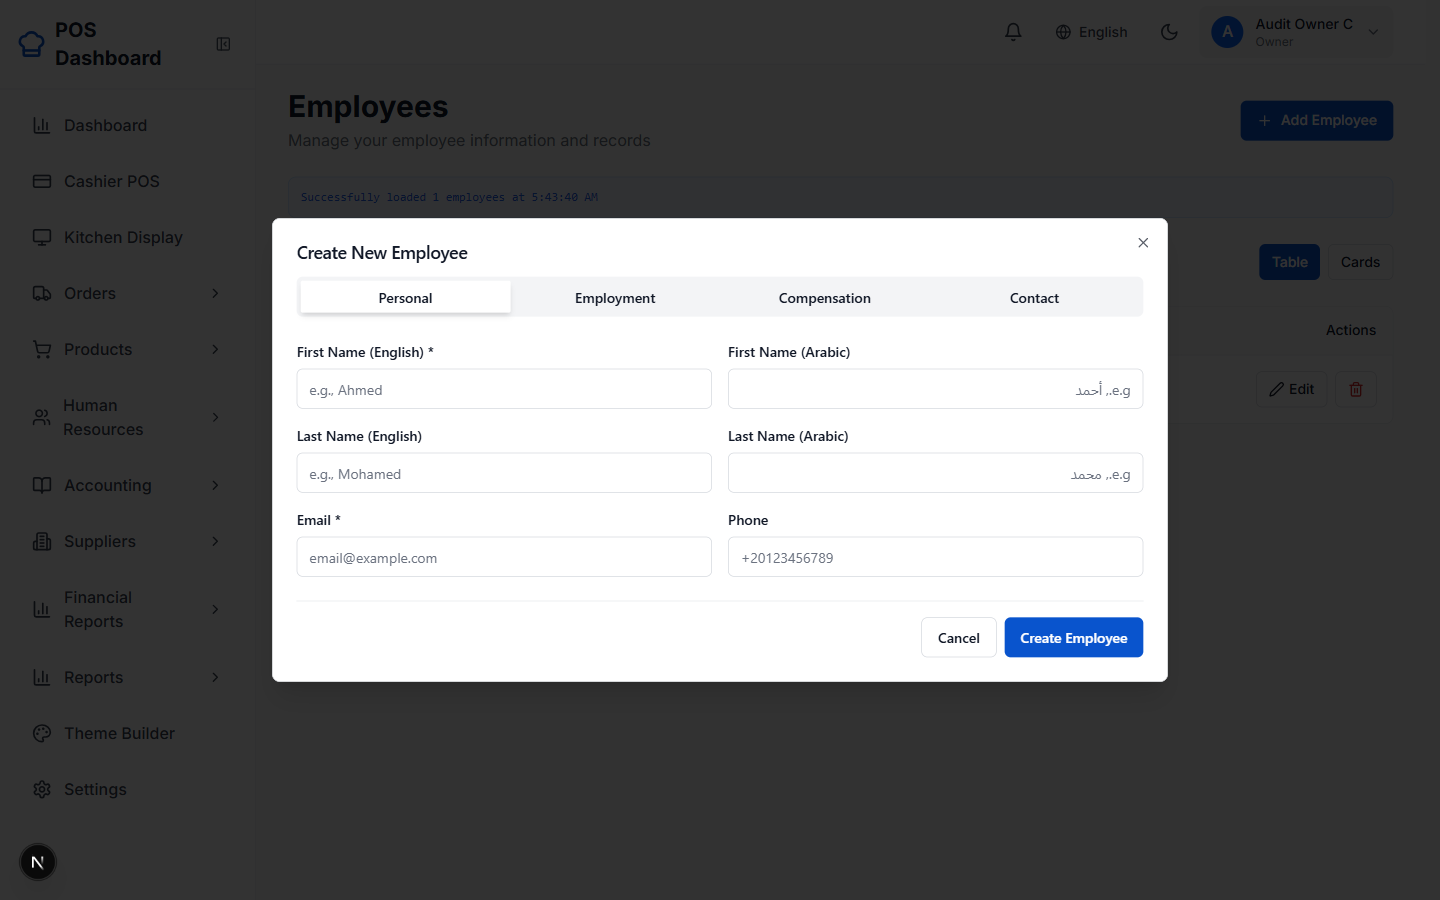 POS
Dashboard
English
A
Audit Owner C
Owner
Dashboard
Cashier POS
Kitchen Display
Orders
Products
Human
Resources
Accounting
Suppliers
Financial
Reports
Reports
Theme Builder
Settings
N
Employees
Manage your employee information and records
+ Add Employee
Successfully loaded 1 employees at 5:43:40 AM
Table
Cards
Actions
Edit
Create New Employee
Personal
Employment
Compensation
Contact
First Name (English) *
First Name (Arabic)
e.g., Ahmed
e.g., أحمد
Last Name (English)
Last Name (Arabic)
e.g., Mohamed
e.g., محمد
Email *
Phone
email@example.com
+20123456789
Cancel
Create Employee